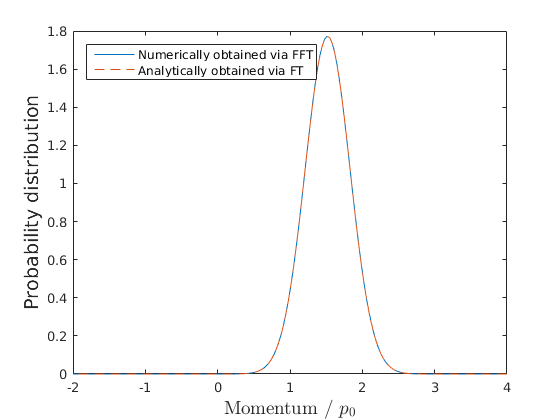 1.8
1.6
1.4
1.2
1
0.8
0.6
0.4
0.2
0
Probability distribution
Numerically obtained via FFT
Analytically obtained via FT
-2 -1 0 1 2 3 4
Momentum / p₀